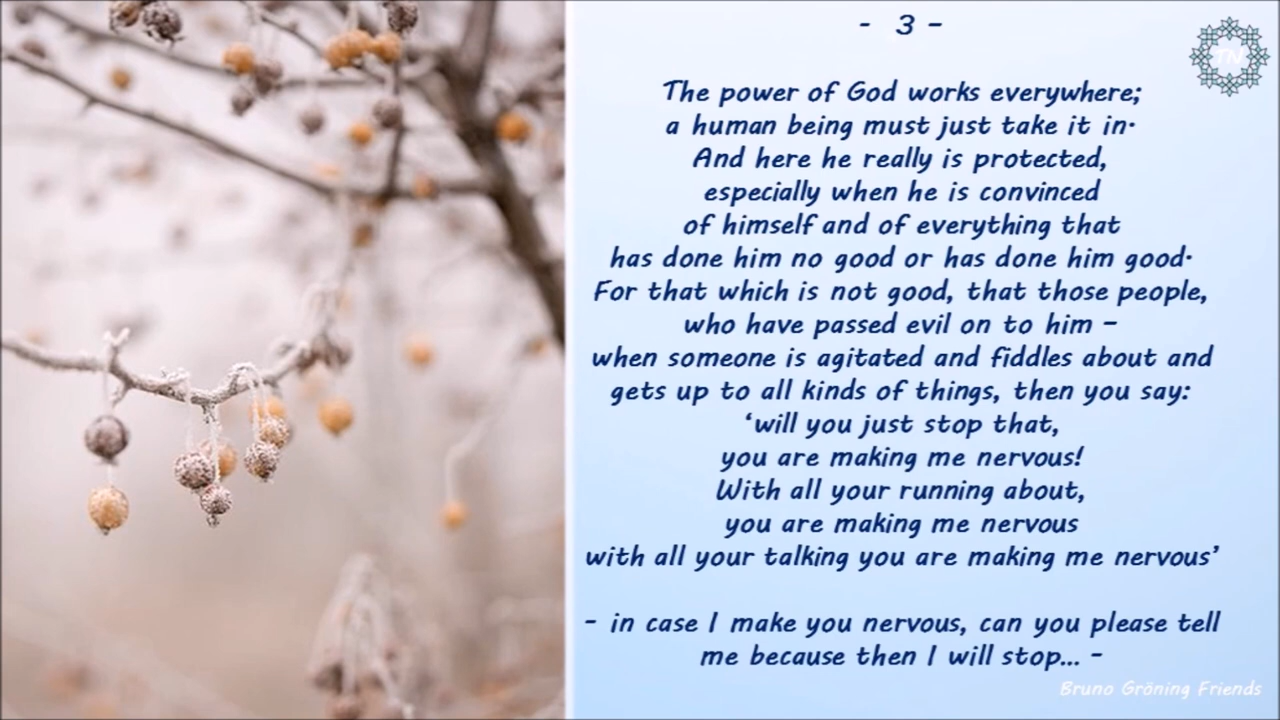 - 3 -
TN
The power of God works everywhere;
a human being must just take it in·
And here he really is protected,
especially when he is convinced
of himself and of everything that
has done him no good or has done him good·
For that which is not good, that those people,
who have passed evil on to him –
when someone is agitated and fiddles about and
gets up to all kinds of things, then you say:
‘will you just stop that,
you are making me nervous!
With all your running about,
you are making me nervous
with all your talking you are making me nervous’
- in case I make you nervous, can you please tell
me because then I will stop... -
Bruno Gröning Friends